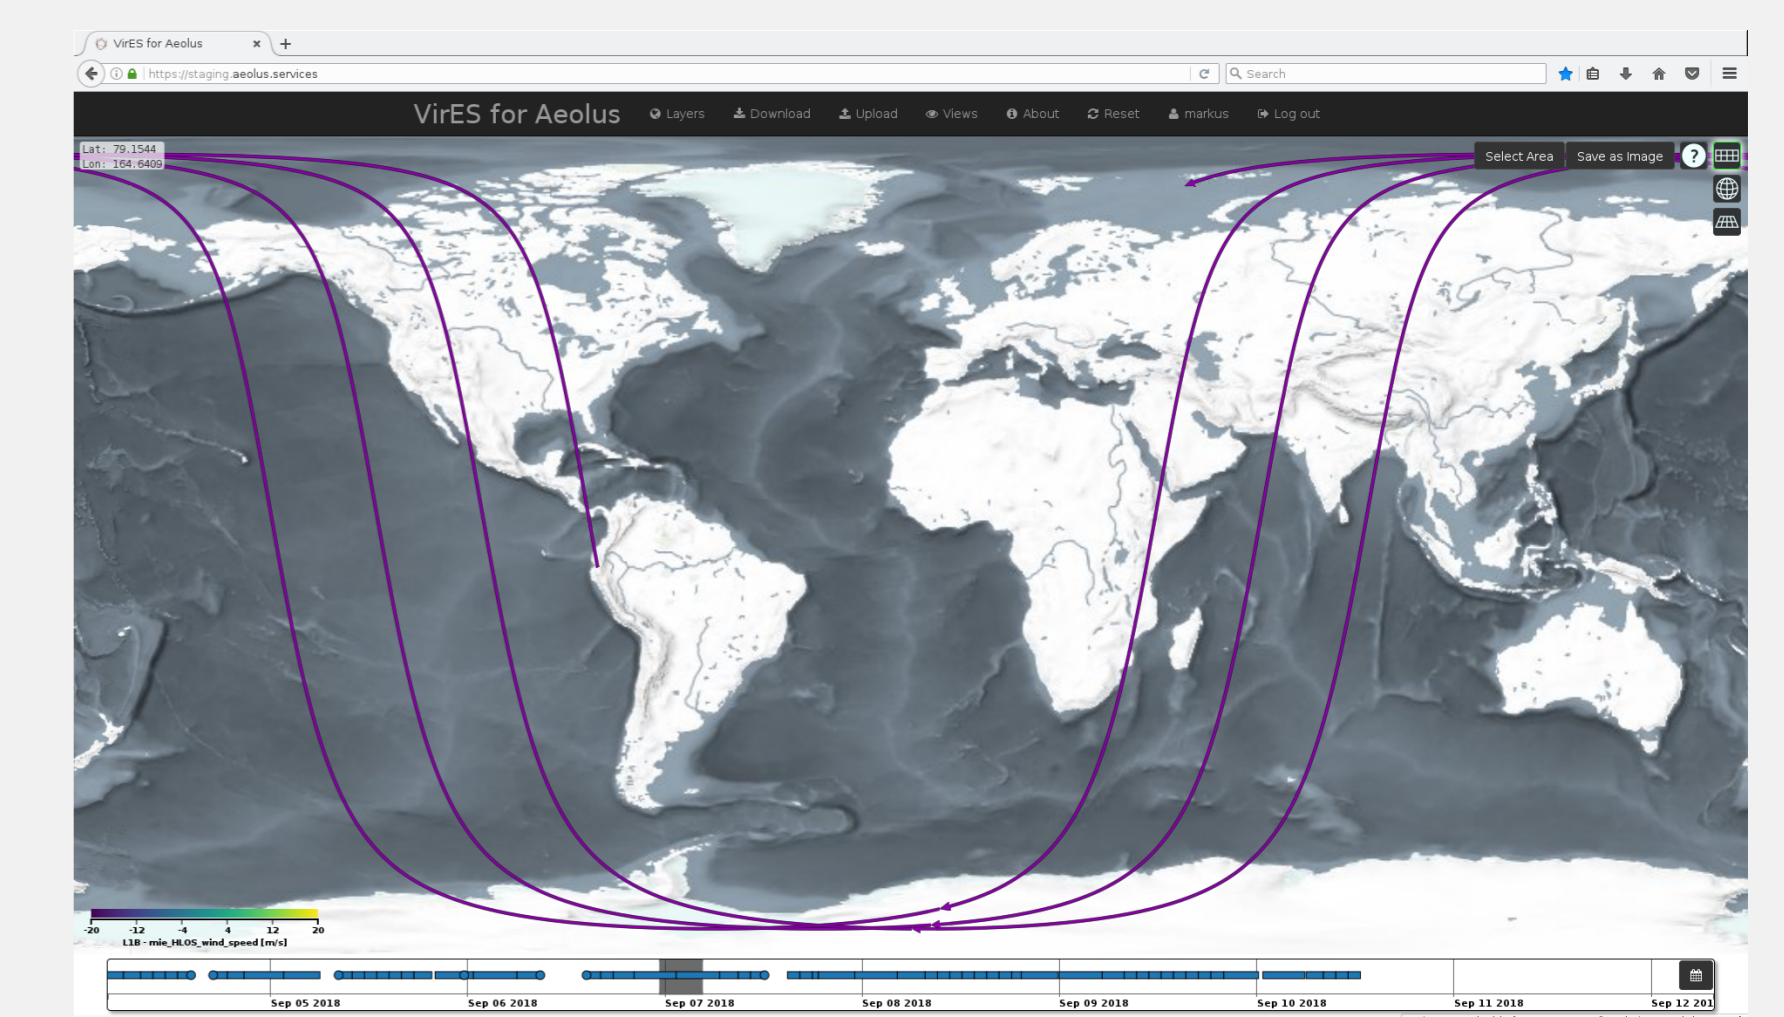 VirES for Aeolus
https://staging.aeolus.services
Search
VirES for Aeolus Layers Download Upload Views About Reset markus Log out
Lat: 79.1544
Lon: 164.6409
Select Area Save as Image ?
-20 -12 -4 4 12 20
L1B - mie_HLOS_wind_speed [m/s]
Sep 05 2018 Sep 06 2018 Sep 07 2018 Sep 08 2018 Sep 09 2018 Sep 10 2018 Sep 11 2018 Sep 12 201